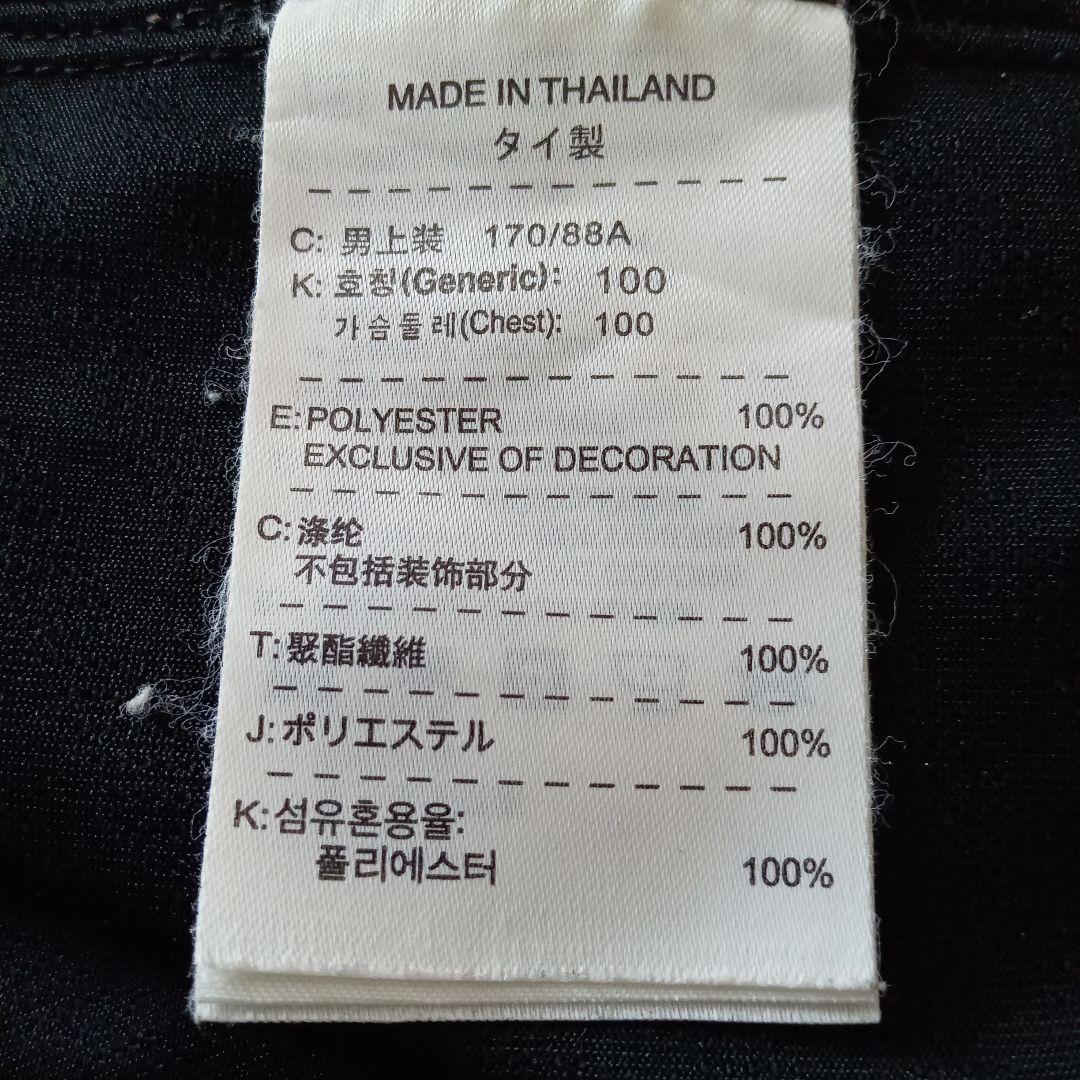 MADE IN THAILAND
タイ製
C: 男上装 170/88A
K: 호칭(Generic): 100
가슴둘레(Chest): 100
E: POLYESTER 100%
EXCLUSIVE OF DECORATION
C: 涤纶 100%
不包括装饰部分
T: 聚酯纖維 100%
J: ポリエステル 100%
K: 섬유혼용율:
폴리에스터 100%